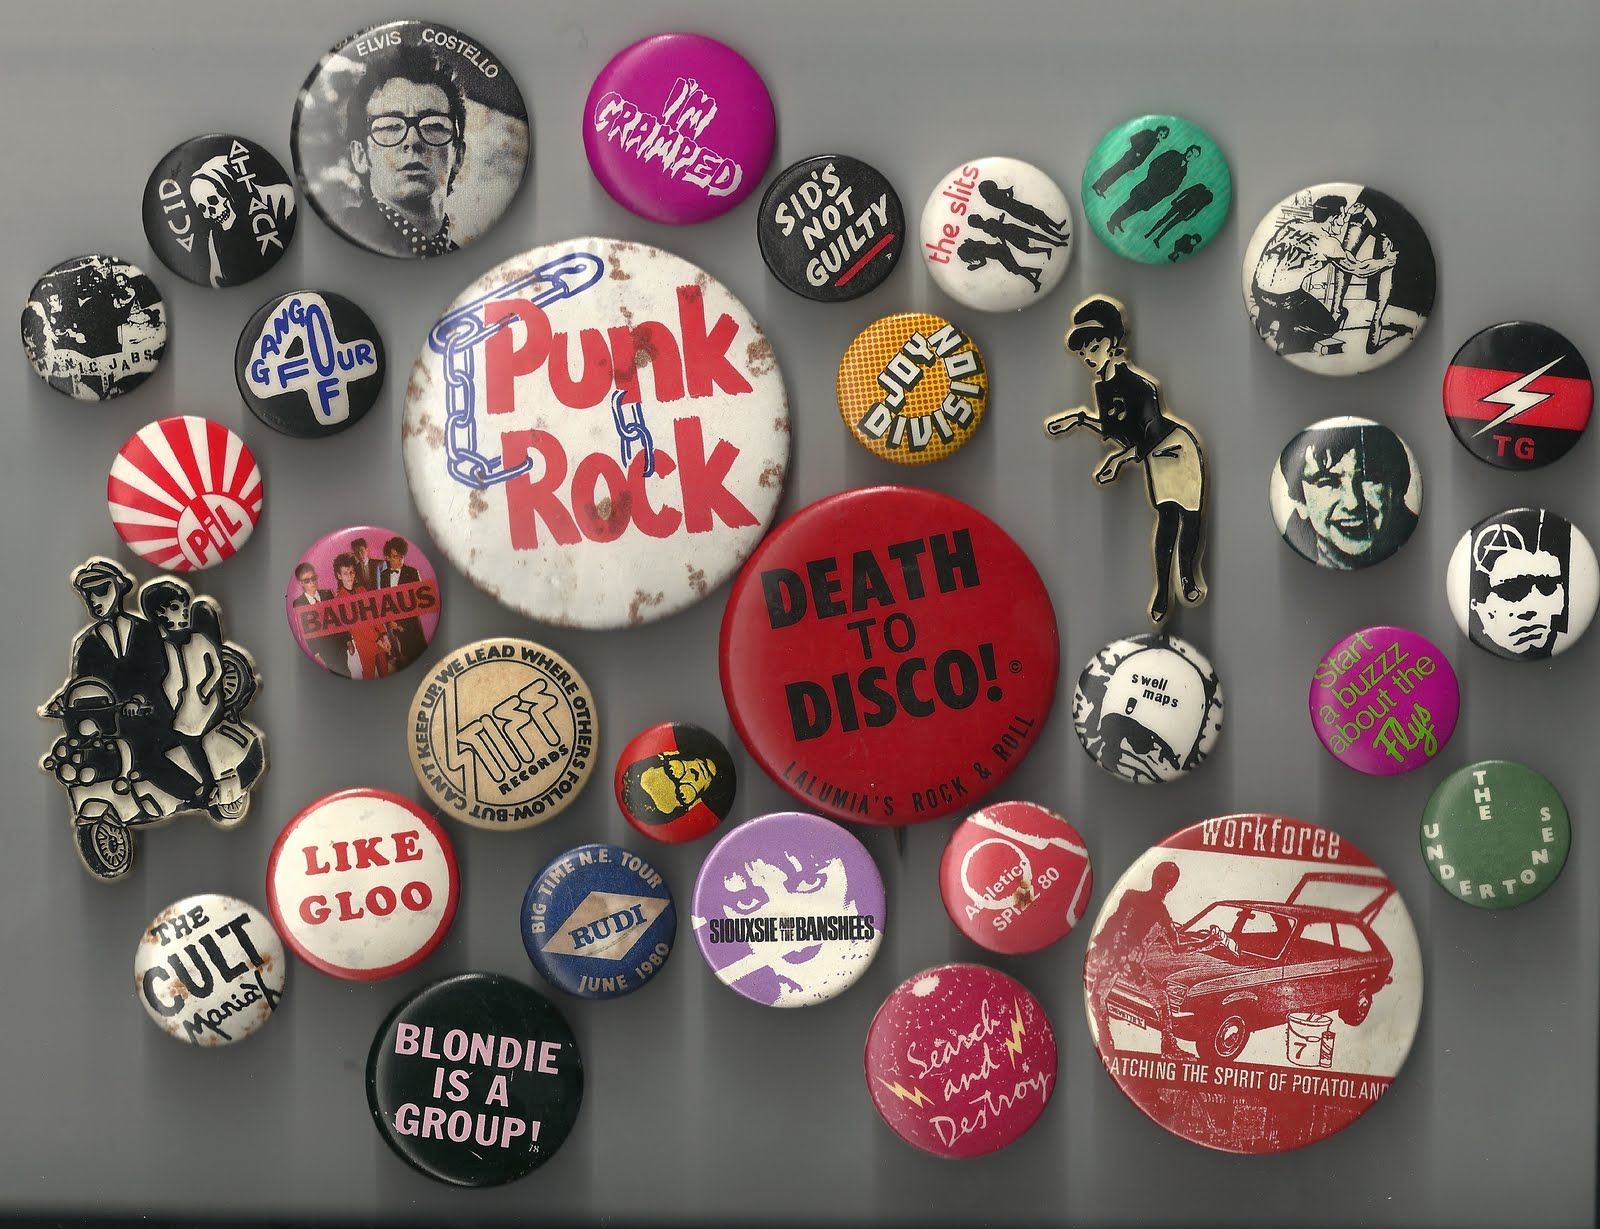 ELVIS COSTELLO
I'M
CRAMPED
ACID
ATTACK
SID'S
NOT
GUILTY
the slits
GANG
4
OF
FOUR
Punk
Rock
JOY
DIVISION
TG
PiL
BAUHAUS
DEATH
TO
DISCO!
©
LALUMIA'S ROCK & ROLL
swell
maps
Start
a buzzz
about the
Flys
WE LEAD WHERE OTHERS FOLLOW-BUT CAN'T KEEP UP.
STIFF
RECORDS
THE
UNDERTONES
LIKE
GLOO
BIG TIME N.E. TOUR
RUDI
JUNE 1980
SIOUXSIE AND THE BANSHEES
Athletico
SPIZZ 80
Workforce
7
CATCHING THE SPIRIT OF POTATOLAND
THE
CULT
Maniax
BLONDIE
IS A
GROUP!
78
Search
and
Destroy